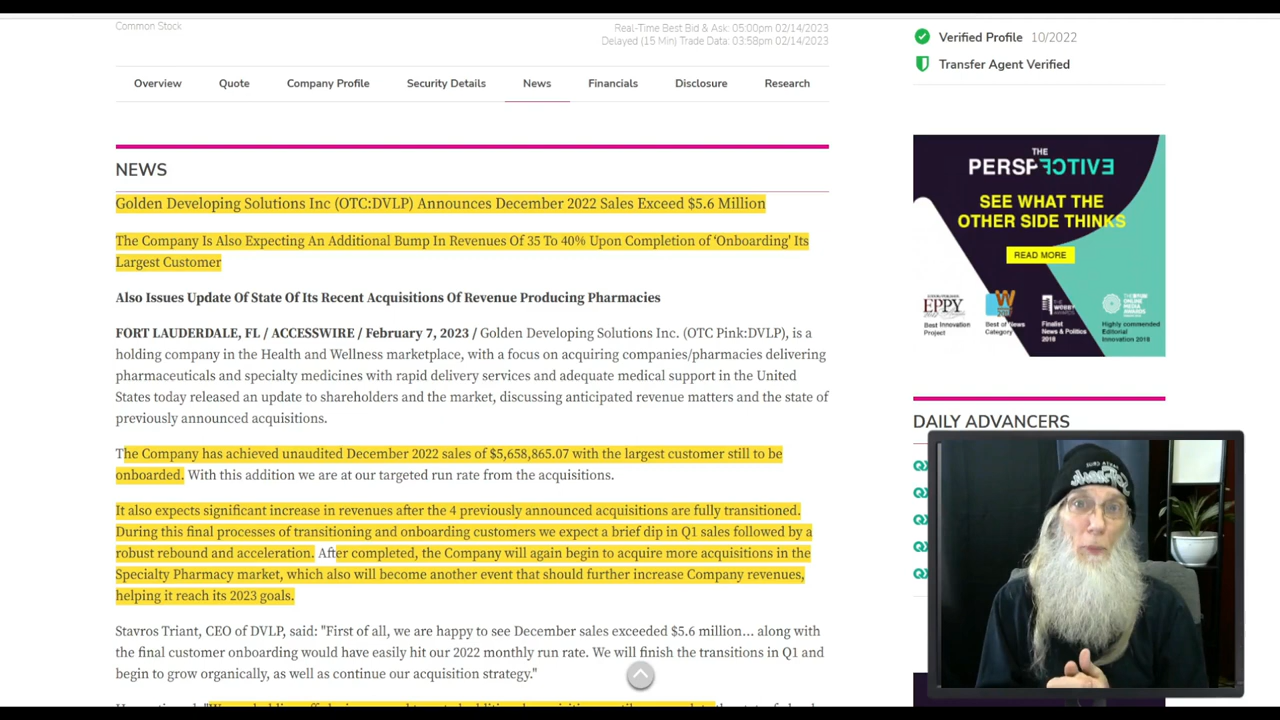 Common Stock
Real-Time Best Bid & Ask: 05:00pm 02/14/2023
Delayed (15 Min) Trade Data: 03:58pm 02/14/2023
Overview
Quote
Company Profile
Security Details
News
Financials
Disclosure
Research
NEWS
Golden Developing Solutions Inc (OTC:DVLP) Announces December 2022 Sales Exceed $5.6 Million
The Company Is Also Expecting An Additional Bump In Revenues Of 35 To 40% Upon Completion of 'Onboarding' Its
Largest Customer
Also Issues Update Of State Of Its Recent Acquisitions Of Revenue Producing Pharmacies
FORT LAUDERDALE, FL / ACCESSWIRE / February 7, 2023 / Golden Developing Solutions Inc. (OTC Pink:DVLP), is a
holding company in the Health and Wellness marketplace, with a focus on acquiring companies/pharmacies delivering
pharmaceuticals and specialty medicines with rapid delivery services and adequate medical support in the United
States today released an update to shareholders and the market, discussing anticipated revenue matters and the state of
previously announced acquisitions.
The Company has achieved unaudited December 2022 sales of $5,658,865.07 with the largest customer still to be
onboarded. With this addition we are at our targeted run rate from the acquisitions.
It also expects significant increase in revenues after the 4 previously announced acquisitions are fully transitioned.
During this final processes of transitioning and onboarding customers we expect a brief dip in Q1 sales followed by a
robust rebound and acceleration. After completed, the Company will again begin to acquire more acquisitions in the
Specialty Pharmacy market, which also will become another event that should further increase Company revenues,
helping it reach its 2023 goals.
Stavros Triant, CEO of DVLP, said: "First of all, we are happy to see December sales exceeded $5.6 million... along with
the final customer onboarding would have easily hit our 2022 monthly run rate. We will finish the transitions in Q1 and
begin to grow organically, as well as continue our acquisition strategy."
Verified Profile 10/2022
Transfer Agent Verified
THE
PERSPECTIVE
SEE WHAT THE
OTHER SIDE THINKS
READ MORE
EPPY
Best Innovation
Project
Best of News
Category
Finalist
News & Politics
2018
Highly commended
Editorial
Innovation 2018
DAILY ADVANCERS